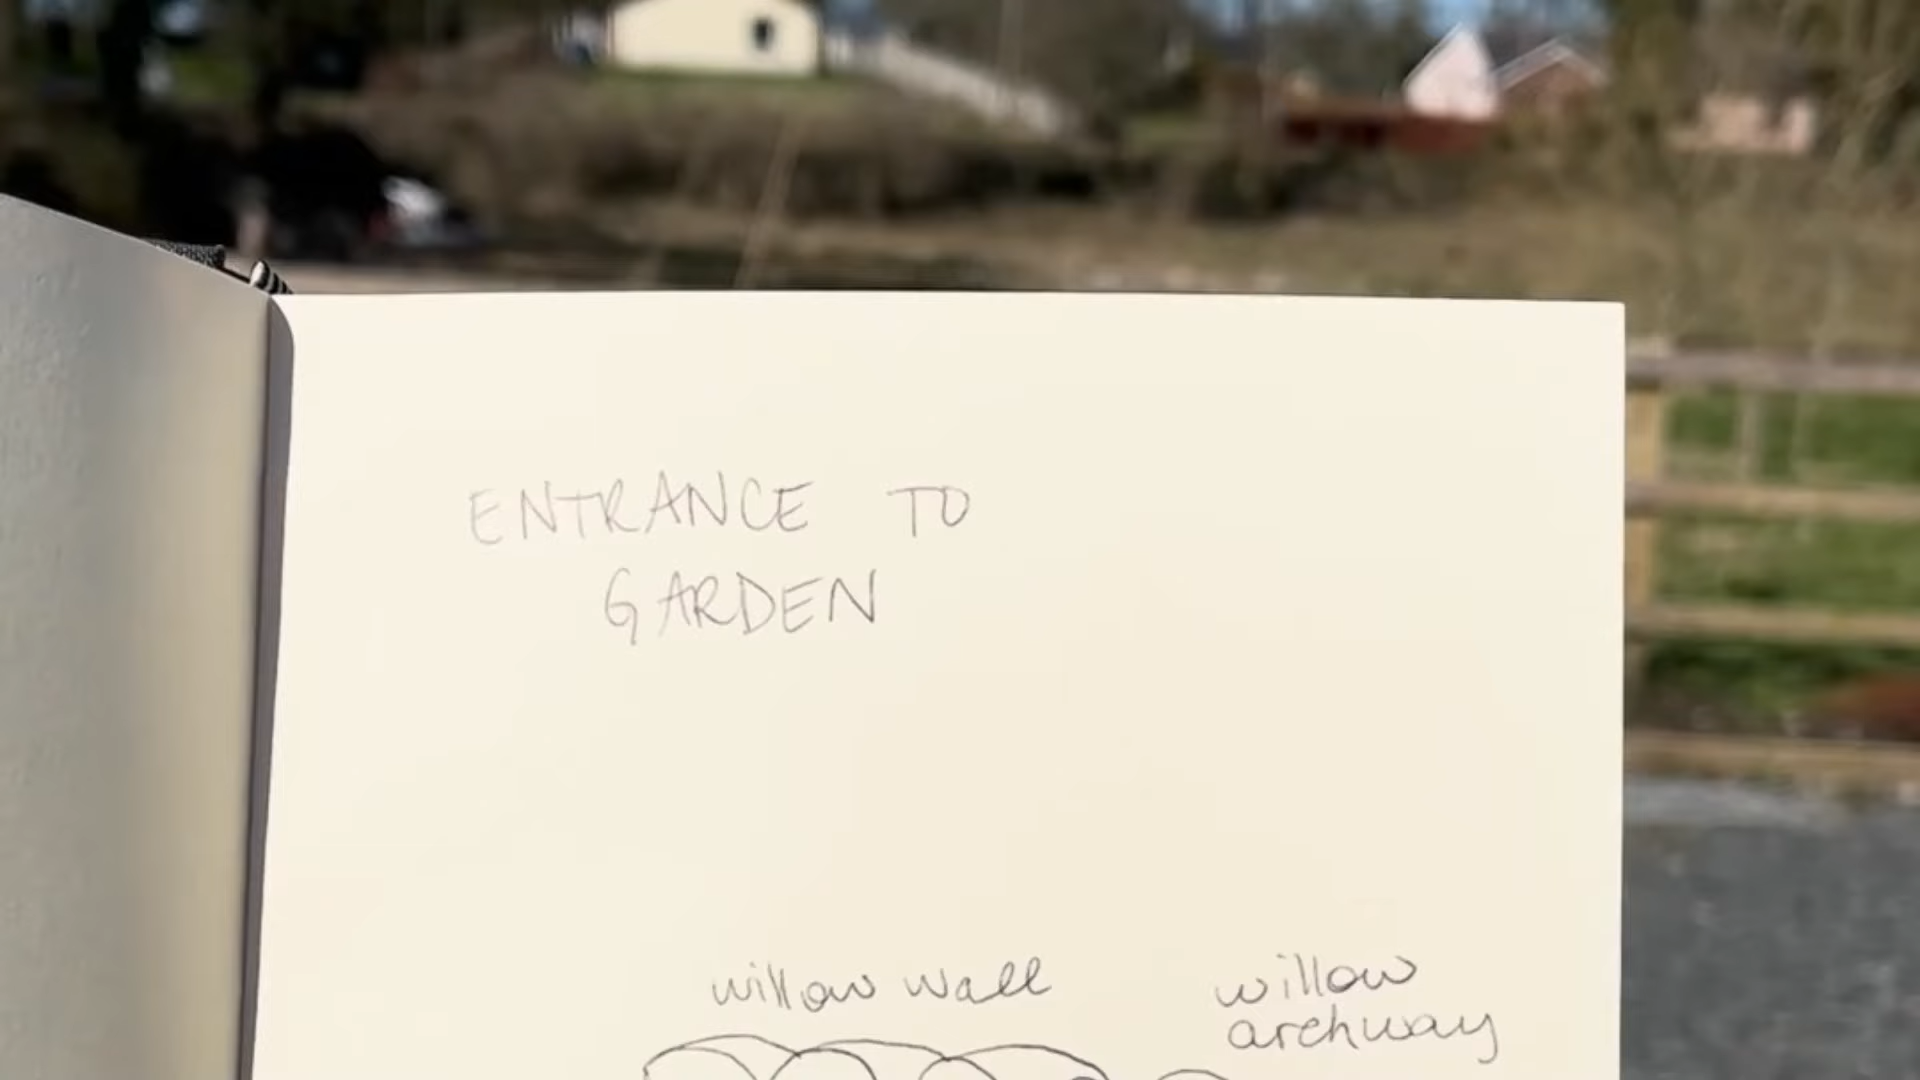 ENTRANCE TO
GARDEN
willow wall
willow
archway